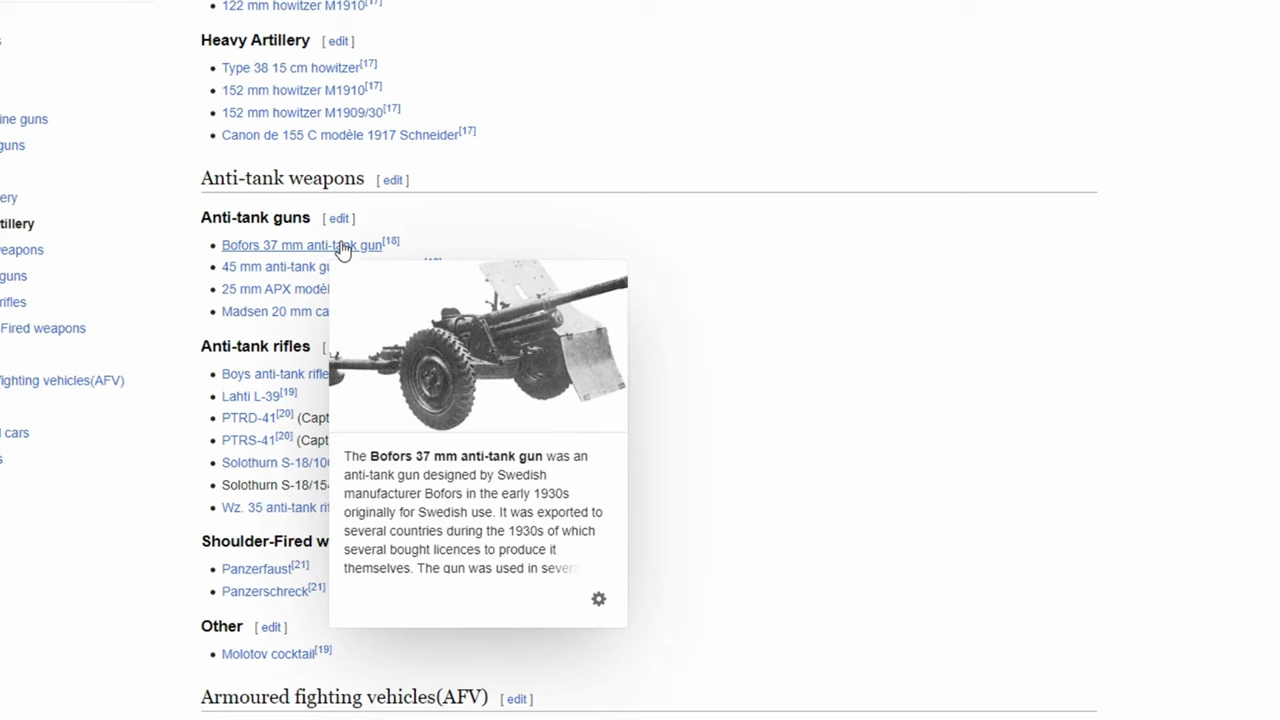 122 mm howitzer M1910[17]
Heavy Artillery [ edit ]
Type 38 15 cm howitzer[17]
152 mm howitzer M1910[17]
152 mm howitzer M1909/30[17]
Canon de 155 C modèle 1917 Schneider[17]
ine guns
guns
ery
tillery
eapons
guns
rifles
-Fired weapons
fighting vehicles(AFV)
l cars
s
Anti-tank weapons [ edit ]
Anti-tank guns [ edit ]
Bofors 37 mm anti-tank gun[18]
45 mm anti-tank gu
25 mm APX modèl
Madsen 20 mm ca
Anti-tank rifles [
Boys anti-tank rifle
Lahti L-39[19]
PTRD-41[20] (Capt
PTRS-41[20] (Capt
Solothurn S-18/100
Solothurn S-18/154
Wz. 35 anti-tank rif
Shoulder-Fired w
Panzerfaust[21]
Panzerschreck[21]
Other [ edit ]
Molotov cocktail[19]
Armoured fighting vehicles(AFV) [ edit ]
The Bofors 37 mm anti-tank gun was an
anti-tank gun designed by Swedish
manufacturer Bofors in the early 1930s
originally for Swedish use. It was exported to
several countries during the 1930s of which
several bought licences to produce it
themselves. The gun was used in severa